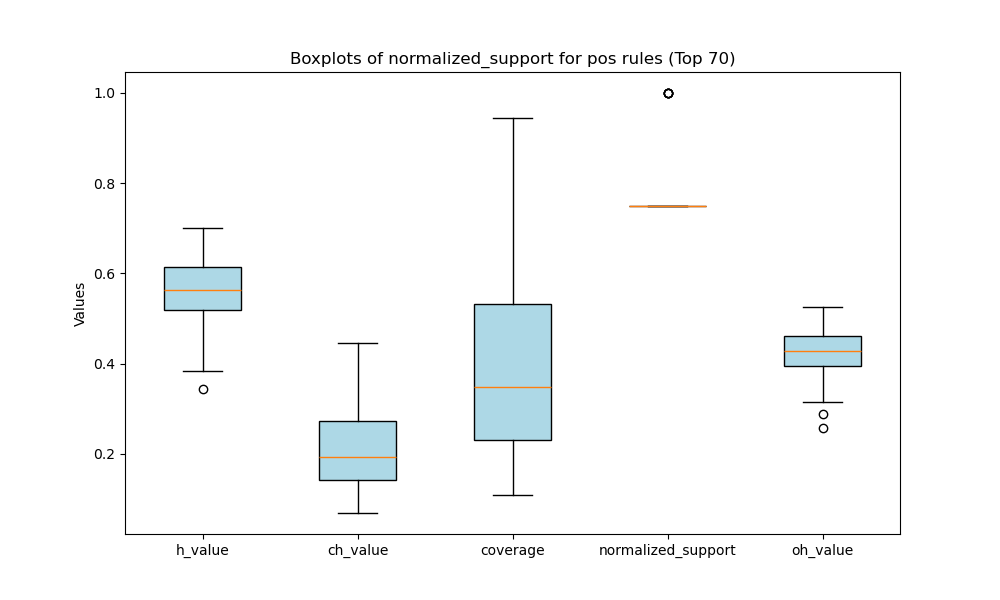 Boxplots of normalized_support for pos rules (Top 70)
1.0
0.8
0.6
0.4
0.2
Values
h_value
ch_value
coverage
normalized_support
oh_value